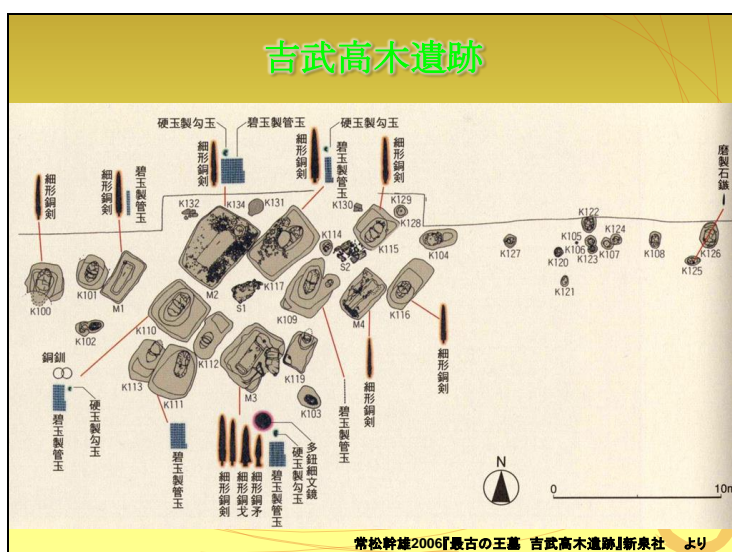 吉武高木遺跡
硬玉製勾玉
碧玉製管玉
硬玉製勾玉
細形銅剣
細形銅剣
碧玉製管玉
細形銅剣
細形銅剣
碧玉製管玉
細形銅剣
磨製石鏃
K132
K134
K131
K130
K129
K128
K114
S2
K115
K104
K127
K122
K105
K106
K123
K124
K107
K120
K121
K108
K125
K126
K100
K101
M1
M2
K117
S1
K109
M4
K116
K102
K110
K112
K113
K111
M3
K119
K103
銅釧
碧玉製管玉
硬玉製勾玉
碧玉製管玉
細形銅剣
細形銅戈
細形銅矛
碧玉製管玉
硬玉製勾玉
多鈕細文鏡
碧玉製管玉
細形銅剣
細形銅剣
N
0
10m
常松幹雄2006『最古の王墓 吉武高木遺跡』新泉社 より